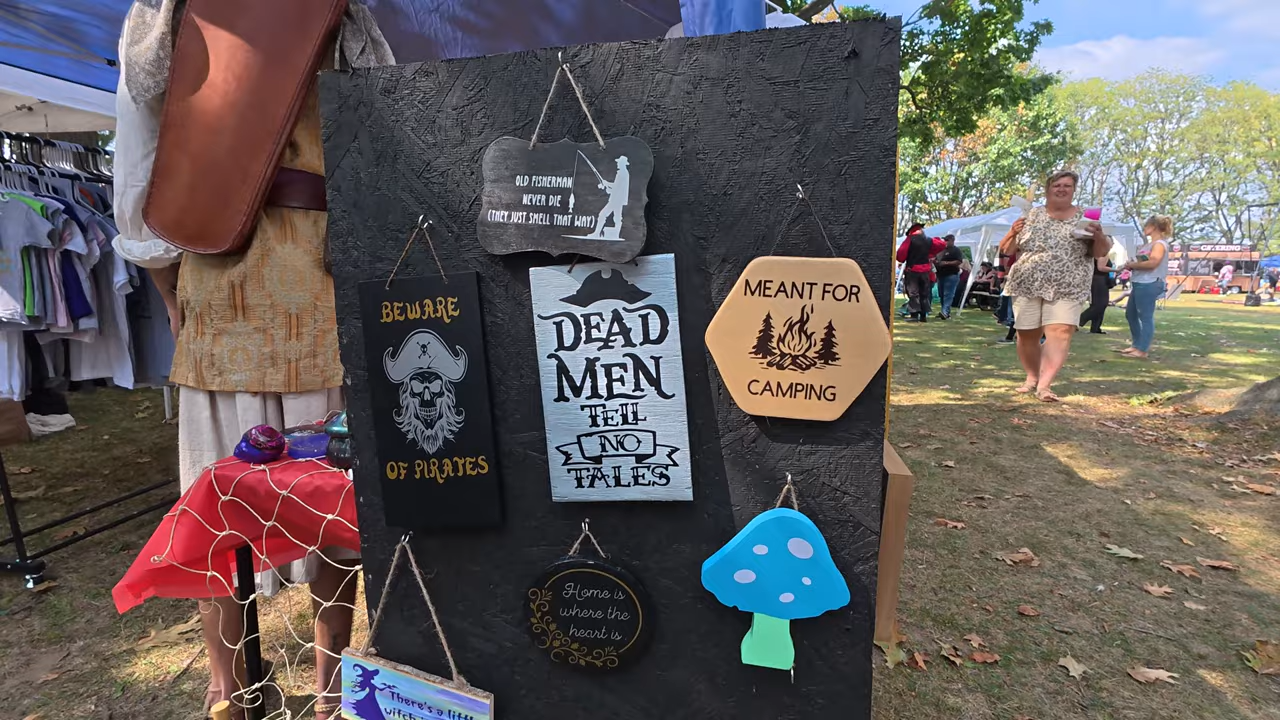 OLD FISHERMAN
NEVER DIE
(THEY JUST SMELL THAT WAY)
BEWARE
OF PIRATES
DEAD
MEN
TELL
NO
TALES
MEANT FOR
CAMPING
Home is
where the
heart is
There's a little